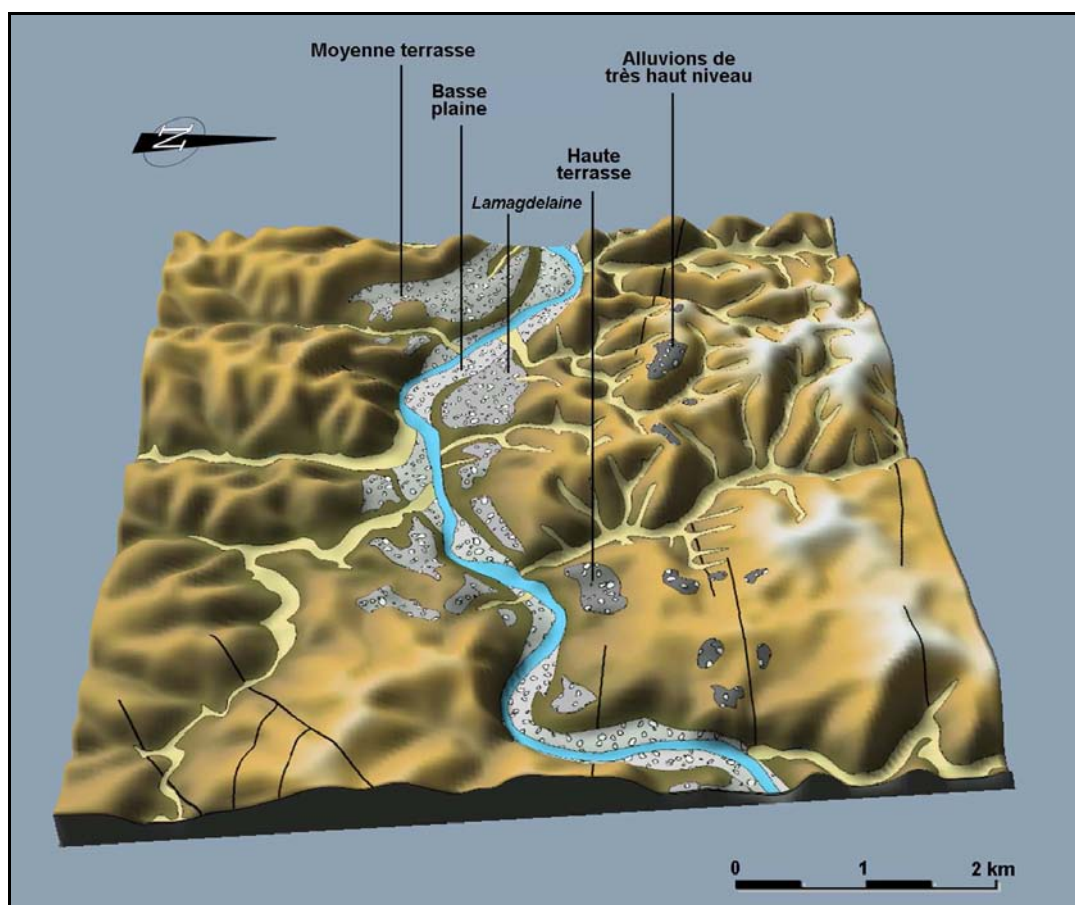 Moyenne terrasse
Alluvions de
très haut niveau
Basse
plaine
N
Haute
terrasse
Lamagdelaine
0 1 2 km